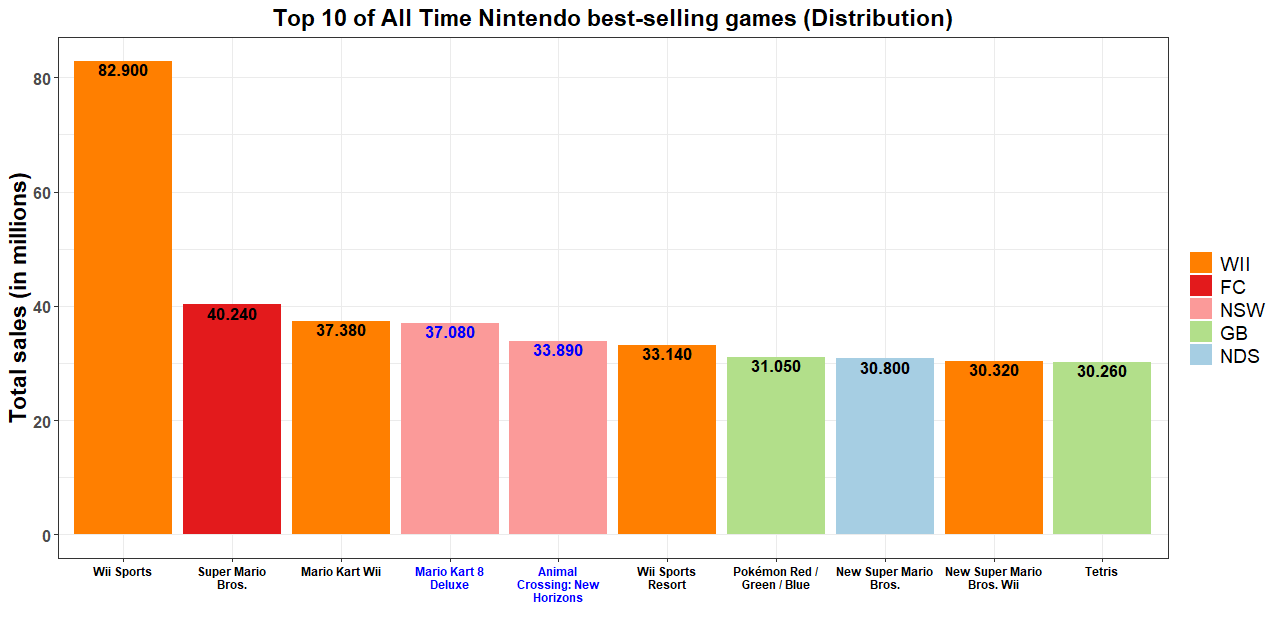 Top 10 of All Time Nintendo best-selling games (Distribution)
Total sales (in millions)
80
60
40
20
0
82.900
40.240
37.380
37.080
33.890
33.140
31.050
30.800
30.320
30.260
Wii Sports
Super Mario
Bros.
Mario Kart Wii
Mario Kart 8
Deluxe
Animal
Crossing: New
Horizons
Wii Sports
Resort
Pokémon Red /
Green / Blue
New Super Mario
Bros.
New Super Mario
Bros. Wii
Tetris
WII
FC
NSW
GB
NDS